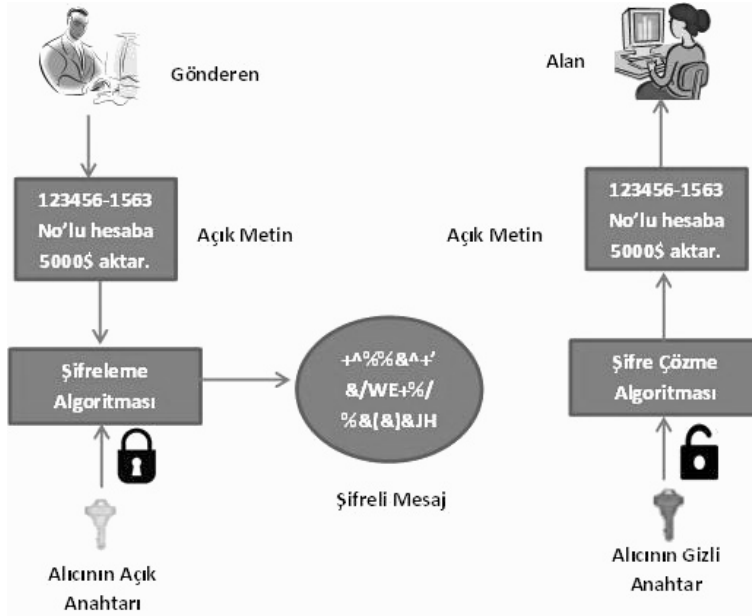 Gönderen
Alan
123456-1563
No'lu hesaba
5000$ aktar.
Açık Metin
Açık Metin
123456-1563
No'lu hesaba
5000$ aktar.
Şifreleme
Algoritması
+^%%&^+'
&/WE+%/
%&(&)&JH
Şifre Çözme
Algoritması
Şifreli Mesaj
Alıcının Açık
Anahtarı
Alıcının Gizli
Anahtar